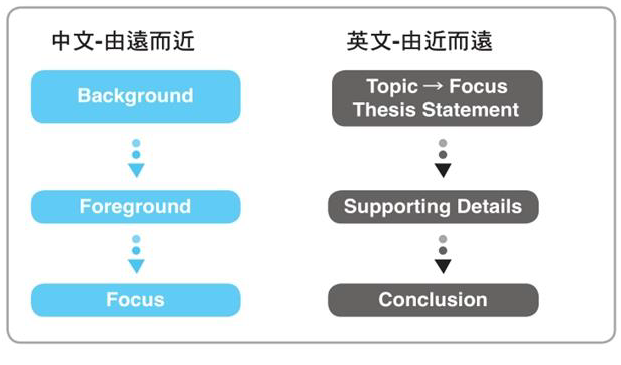 中文-由遠而近
Background
Foreground
Focus
英文-由近而遠
Topic → Focus
Thesis Statement
Supporting Details
Conclusion